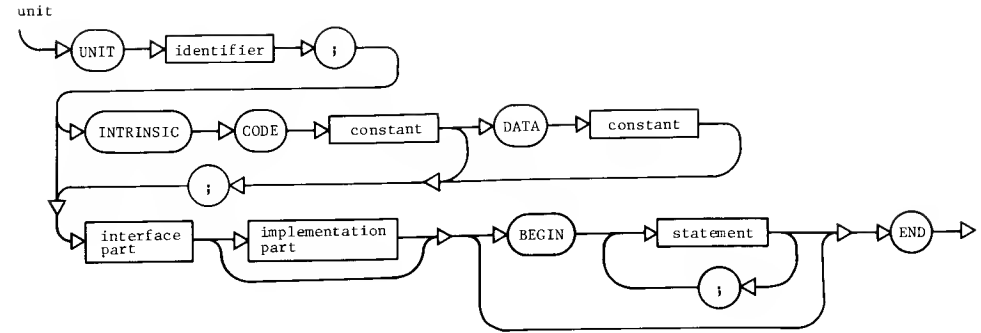 unit
UNIT identifier ;
INTRINSIC CODE constant DATA constant
;
interface part implementation part BEGIN statement END
;